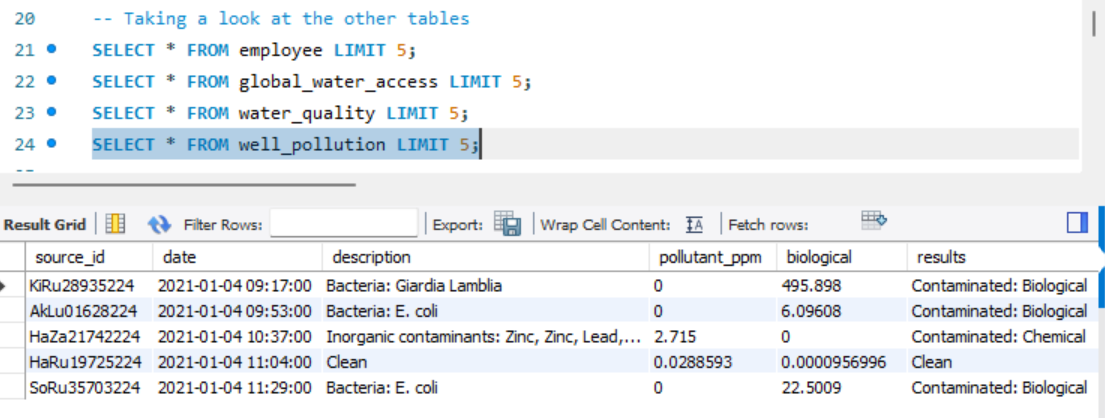 20 -- Taking a look at the other tables
21 SELECT * FROM employee LIMIT 5;
22 SELECT * FROM global_water_access LIMIT 5;
23 SELECT * FROM water_quality LIMIT 5;
24 SELECT * FROM well_pollution LIMIT 5;
Result Grid Filter Rows: Export: Wrap Cell Content: Fetch rows:
source_id date description pollutant_ppm biological results
KiRu28935224 2021-01-04 09:17:00 Bacteria: Giardia Lamblia 0 495.898 Contaminated: Biological
AkLu01628224 2021-01-04 09:53:00 Bacteria: E. coli 0 6.09608 Contaminated: Biological
HaZa21742224 2021-01-04 10:37:00 Inorganic contaminants: Zinc, Zinc, Lead,... 2.715 0 Contaminated: Chemical
HaRu19725224 2021-01-04 11:04:00 Clean 0.0288593 0.0000956996 Clean
SoRu35703224 2021-01-04 11:29:00 Bacteria: E. coli 0 22.5009 Contaminated: Biological